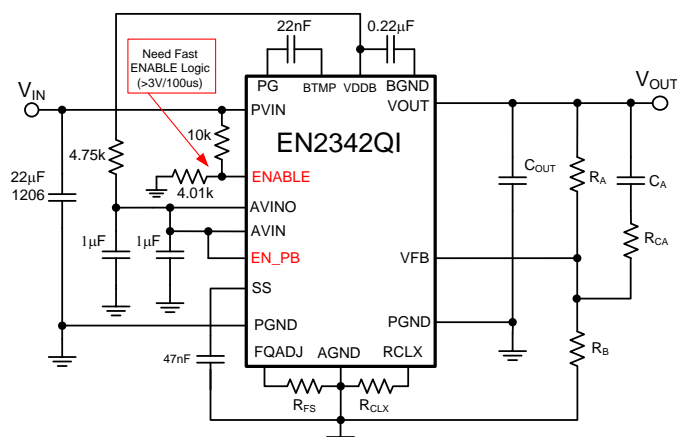 22nF
0.22µF
Need Fast
ENABLE Logic
(>3V/100us)
PG
BTMP
VDDB
BGND
VIN
PVIN
VOUT
VOUT
10k
EN2342QI
4.75k
22µF
1206
4.01k
ENABLE
COUT
RA
CA
AVINO
1µF
1µF
AVIN
RCA
EN_PB
VFB
SS
PGND
PGND
47nF
FQADJ
AGND
RCLX
RB
RFS
RCLX